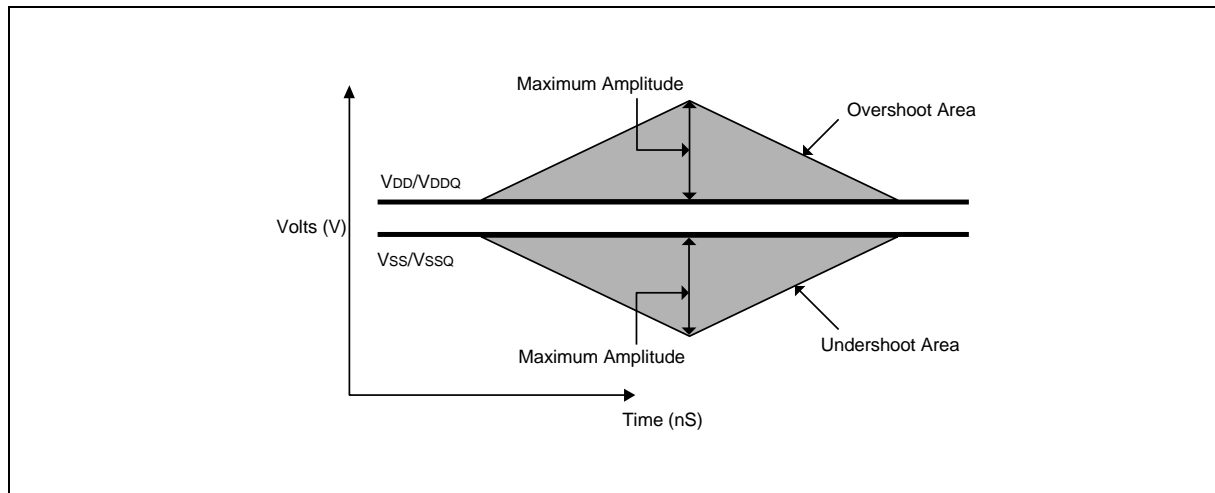 Maximum Amplitude
Overshoot Area
VDD/VDDQ
Volts (V)
VSS/VSSQ
Maximum Amplitude
Undershoot Area
Time (nS)